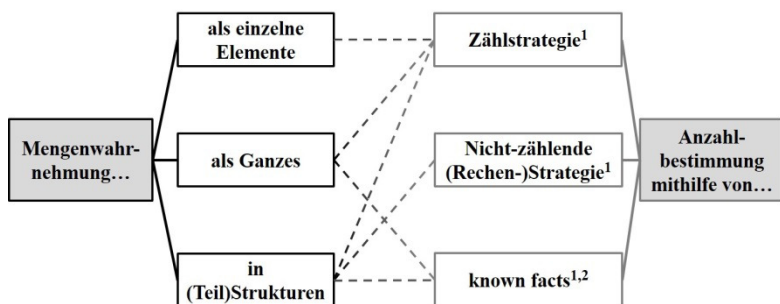 als einzelne
Elemente
Zählstrategie¹
Mengenwahr-
nehmung…
als Ganzes
Nicht-zählende
(Rechen-)Strategie¹
Anzahl-
bestimmung
mithilfe von…
in
(Teil)Strukturen
known facts¹,²